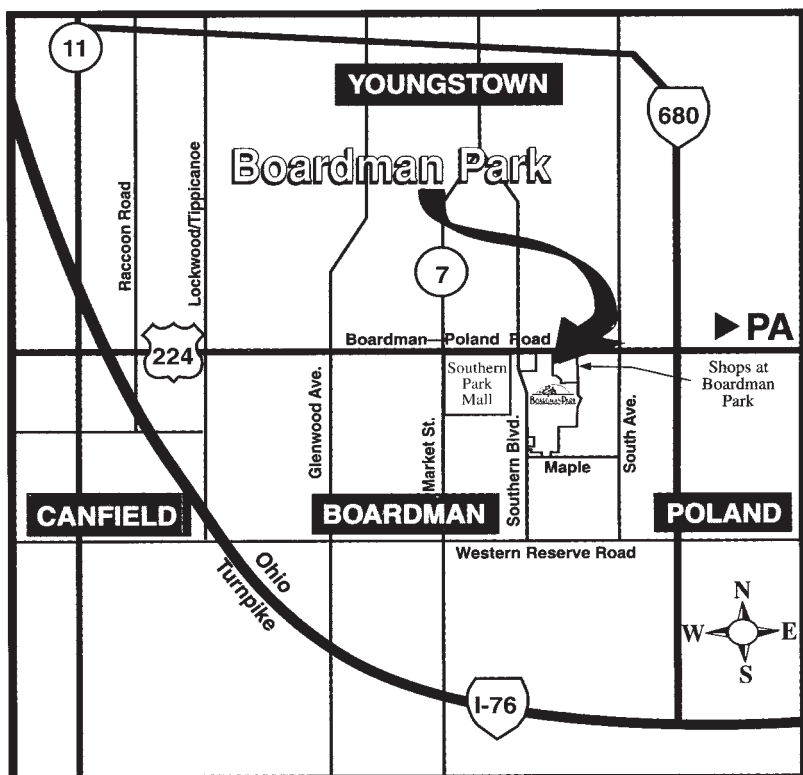 11
YOUNGSTOWN
680
Boardman Park
Raccoon Road
Lockwood/Tippicanoe
7
PA
Boardman—Poland Road
224
Southern
Park
Mall
Boardman Park
Shops at
Boardman
Park
Glenwood Ave.
Market St.
Southern Blvd.
South Ave.
Maple
CANFIELD
BOARDMAN
POLAND
Western Reserve Road
Ohio
Turnpike
N
W E
S
I-76